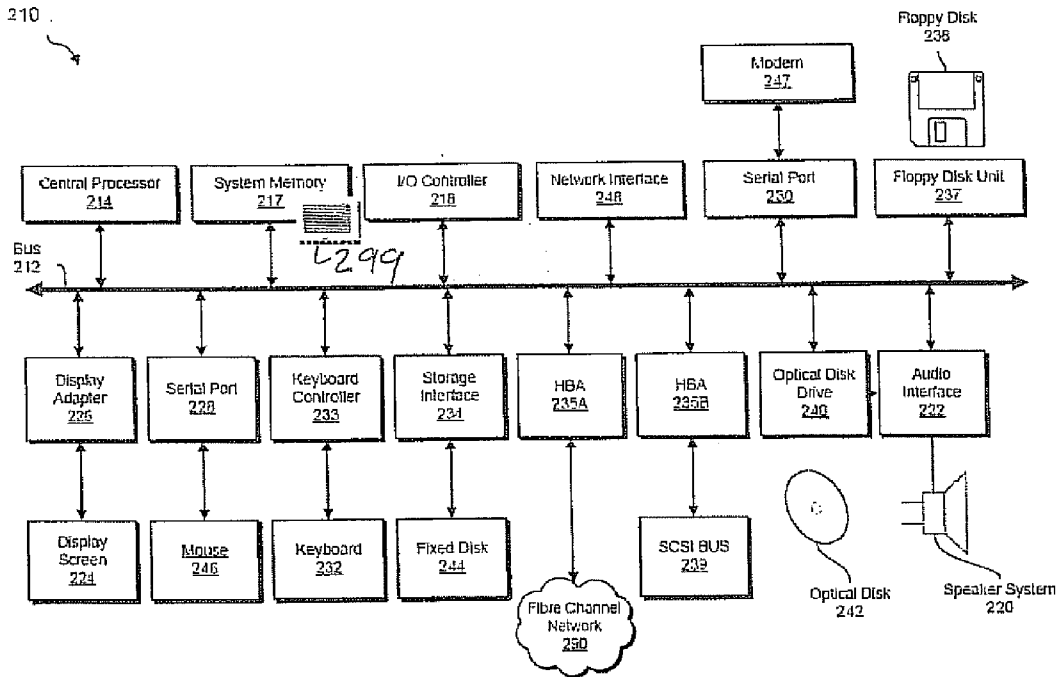 210
Floppy Disk
238
Modem
247
Central Processor
214
System Memory
217
I/O Controller
218
Network Interface
248
Serial Port
230
Floppy Disk Unit
237
299
Bus
212
Display
Adapter
226
Serial Port
228
Keyboard
Controller
233
Storage
Interface
234
HBA
235A
HBA
235B
Optical Disk
Drive
240
Audio
Interface
222
Display
Screen
224
Mouse
246
Keyboard
232
Fixed Disk
244
SCSI BUS
239
Fibre Channel
Network
290
Optical Disk
242
Speaker System
220